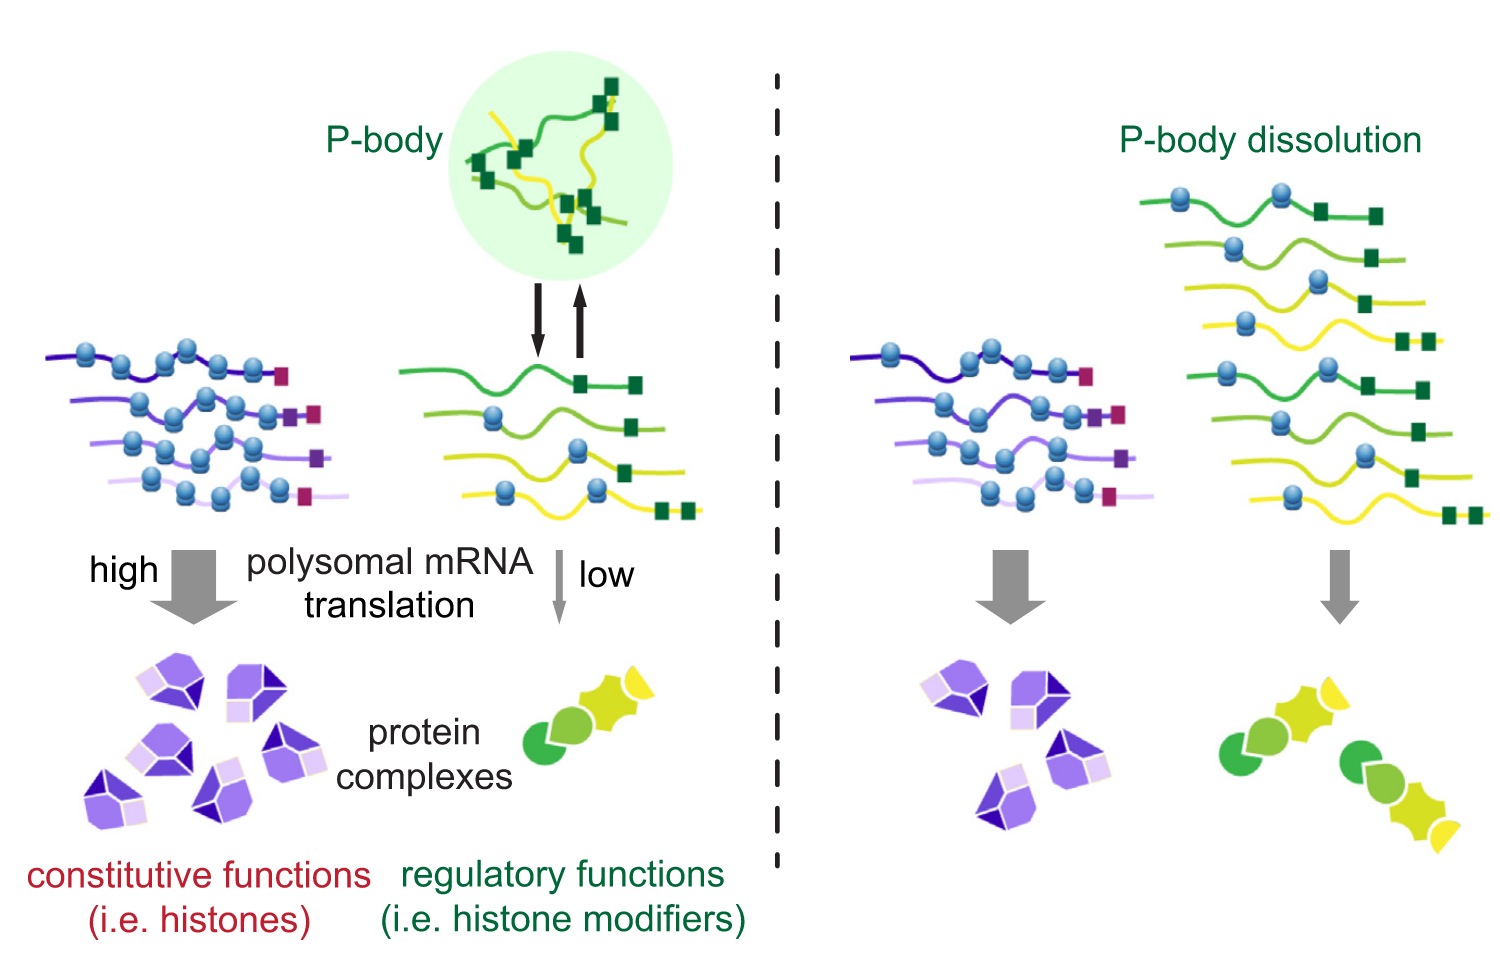 P-body
P-body dissolution
high
polysomal mRNA
translation
low
protein
complexes
constitutive functions
(i.e. histones)
regulatory functions
(i.e. histone modifiers)